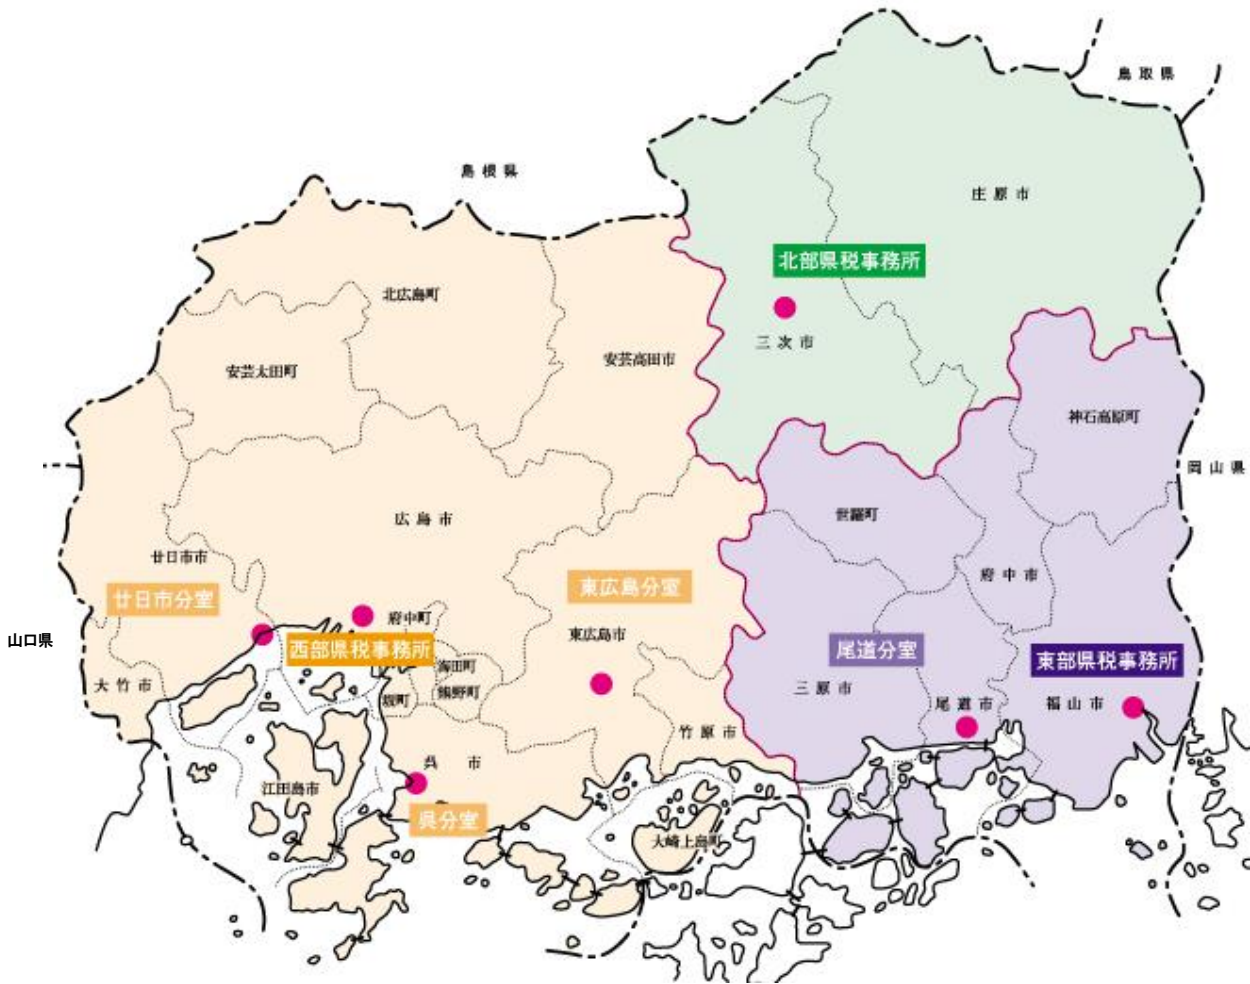 鳥取県
島根県
庄原市
北部県税事務所
北広島町
三次市
安芸高田市
安芸太田町
神石高原町
岡山県
世羅町
広島市
廿日市市
府中市
東広島分室
廿日市分室
府中町
東広島市
山口県
西部県税事務所
尾道分室
東部県税事務所
海田町
大竹市
熊野町
三原市
坂町
尾道市
福山市
竹原市
呉市
江田島市
呉分室
大崎上島町